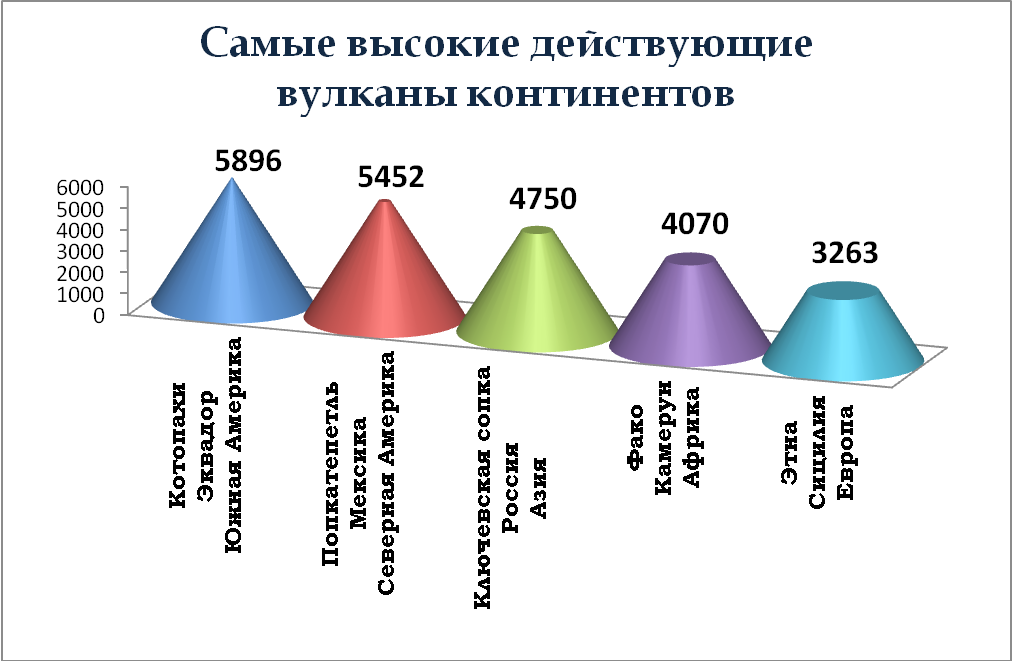 Самые высокие действующие
вулканы континентов
5896
5452
4750
4070
3263
6000
5000
4000
3000
2000
1000
0
Котопахи
Эквадор
Южная Америка
Попкатепетль
Мексика
Северная Америка
Ключевская сопка
Россия
Азия
Фако
Камерун
Африка
Этна
Сицилия
Европа